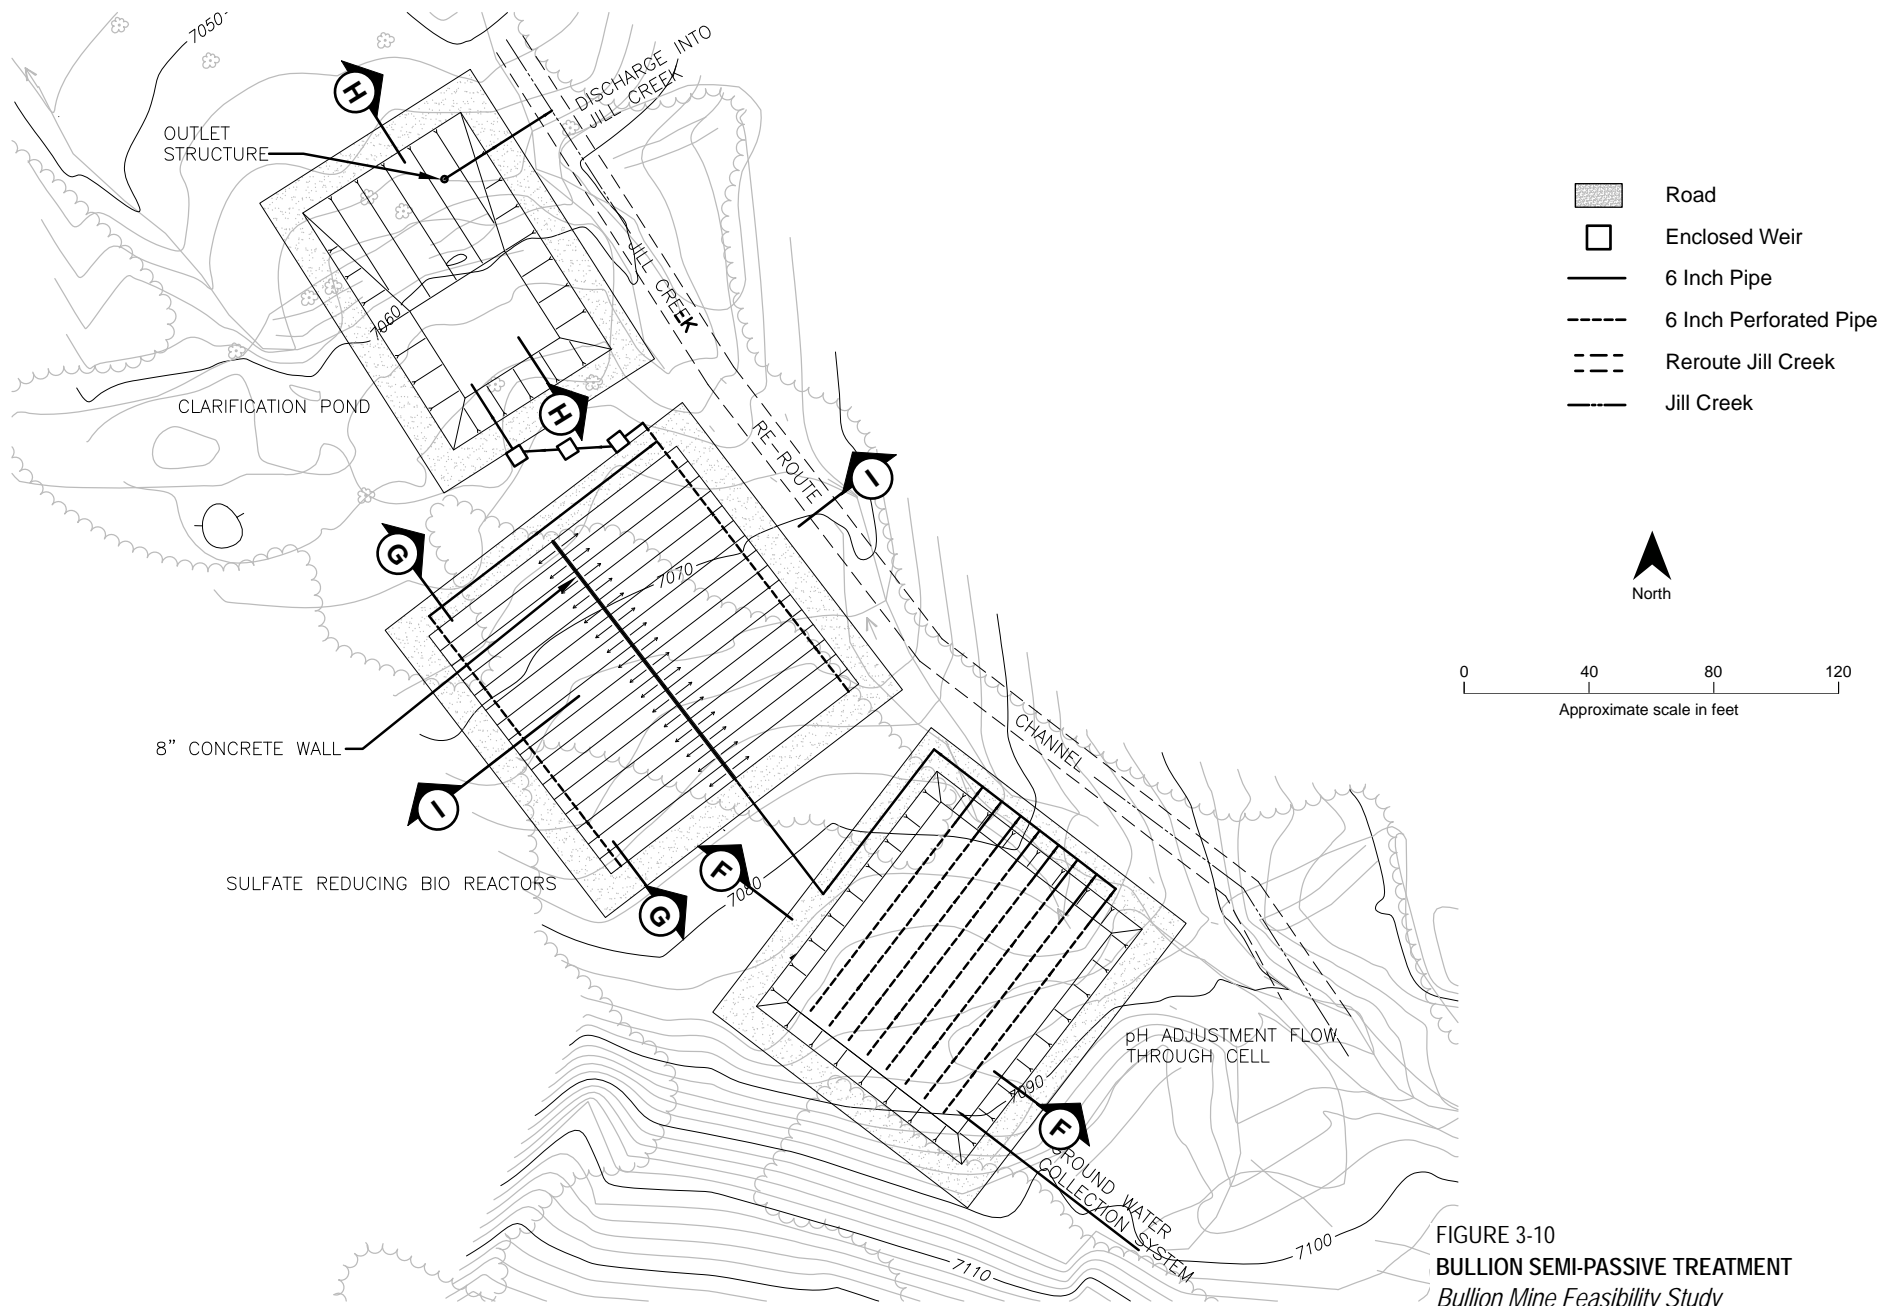 7050
DISCHARGE INTO
JILL CREEK
H
OUTLET
STRUCTURE
JILL CREEK
7060
CLARIFICATION POND
H
RE-ROUTE
I
G
7070
8" CONCRETE WALL
I
SULFATE REDUCING BIO REACTORS
F
7080
G
CHANNEL
pH ADJUSTMENT FLOW
THROUGH CELL
7090
F
GROUND WATER
COLLECTION SYSTEM
7100
7110
Road
Enclosed Weir
6 Inch Pipe
6 Inch Perforated Pipe
Reroute Jill Creek
Jill Creek
North
0 40 80 120
Approximate scale in feet
FIGURE 3-10
BULLION SEMI-PASSIVE TREATMENT
Bullion Mine Feasibility Study